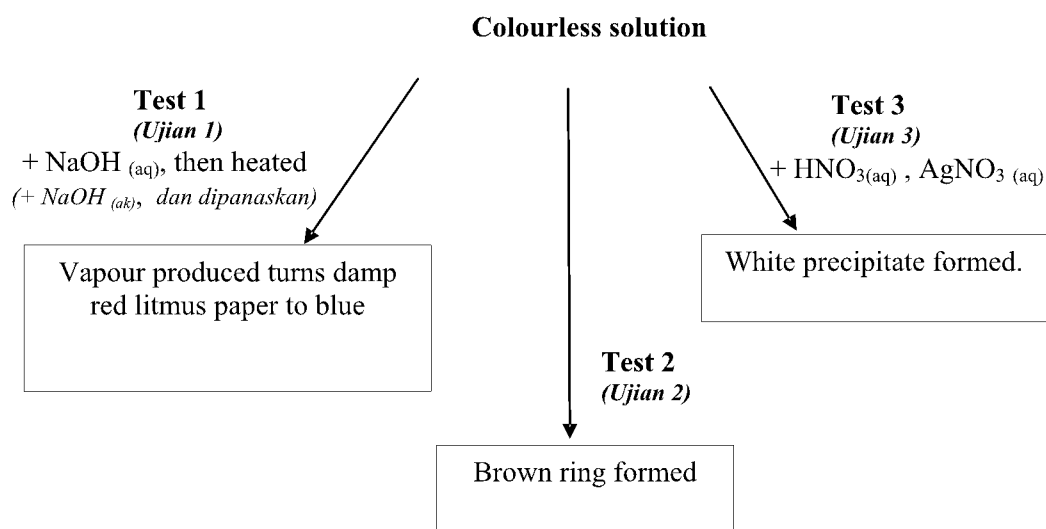 Colourless solution
Test 1
(Ujian 1)
+ NaOH (aq), then heated
(+ NaOH (ak), dan dipanaskan)
Vapour produced turns damp
red litmus paper to blue
Test 2
(Ujian 2)
Brown ring formed
Test 3
(Ujian 3)
+ HNO3(aq) , AgNO3 (aq)
White precipitate formed.